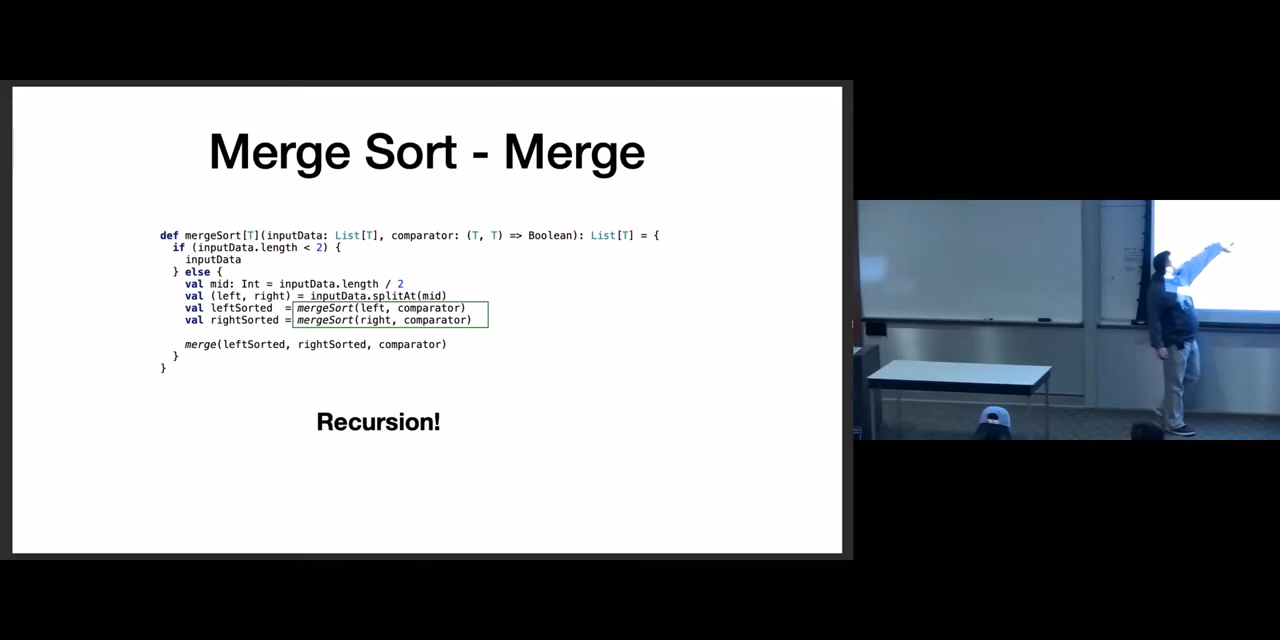 Merge Sort - Merge
def mergeSort[T](inputData: List[T], comparator: (T, T) => Boolean): List[T] = {
if (inputData.length < 2) {
inputData
} else {
val mid: Int = inputData.length / 2
val (left, right) = inputData.splitAt(mid)
val leftSorted = mergeSort(left, comparator)
val rightSorted = mergeSort(right, comparator)
merge(leftSorted, rightSorted, comparator)
}
}
Recursion!